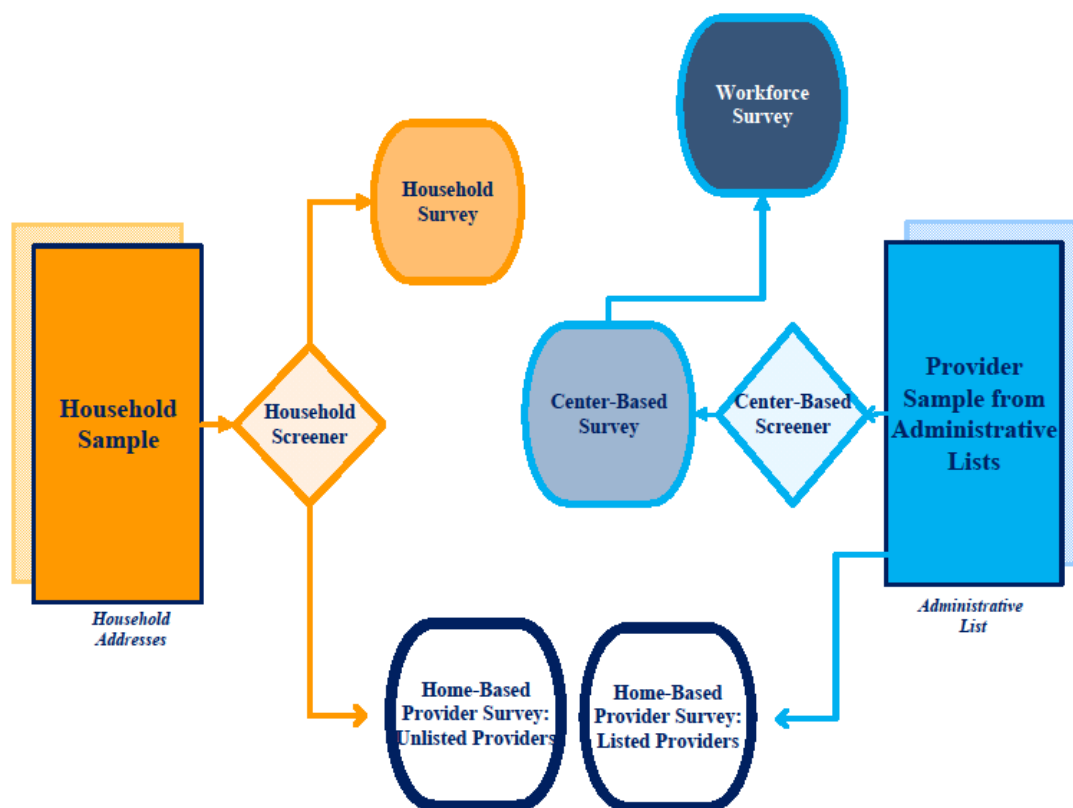 Workforce
Survey
Household
Survey
Household
Sample
Household
Screener
Center-Based
Survey
Center-Based
Screener
Provider
Sample from
Administrative
Lists
Household
Addresses
Administrative
List
Home-Based
Provider Survey:
Unlisted Providers
Home-Based
Provider Survey:
Listed Providers